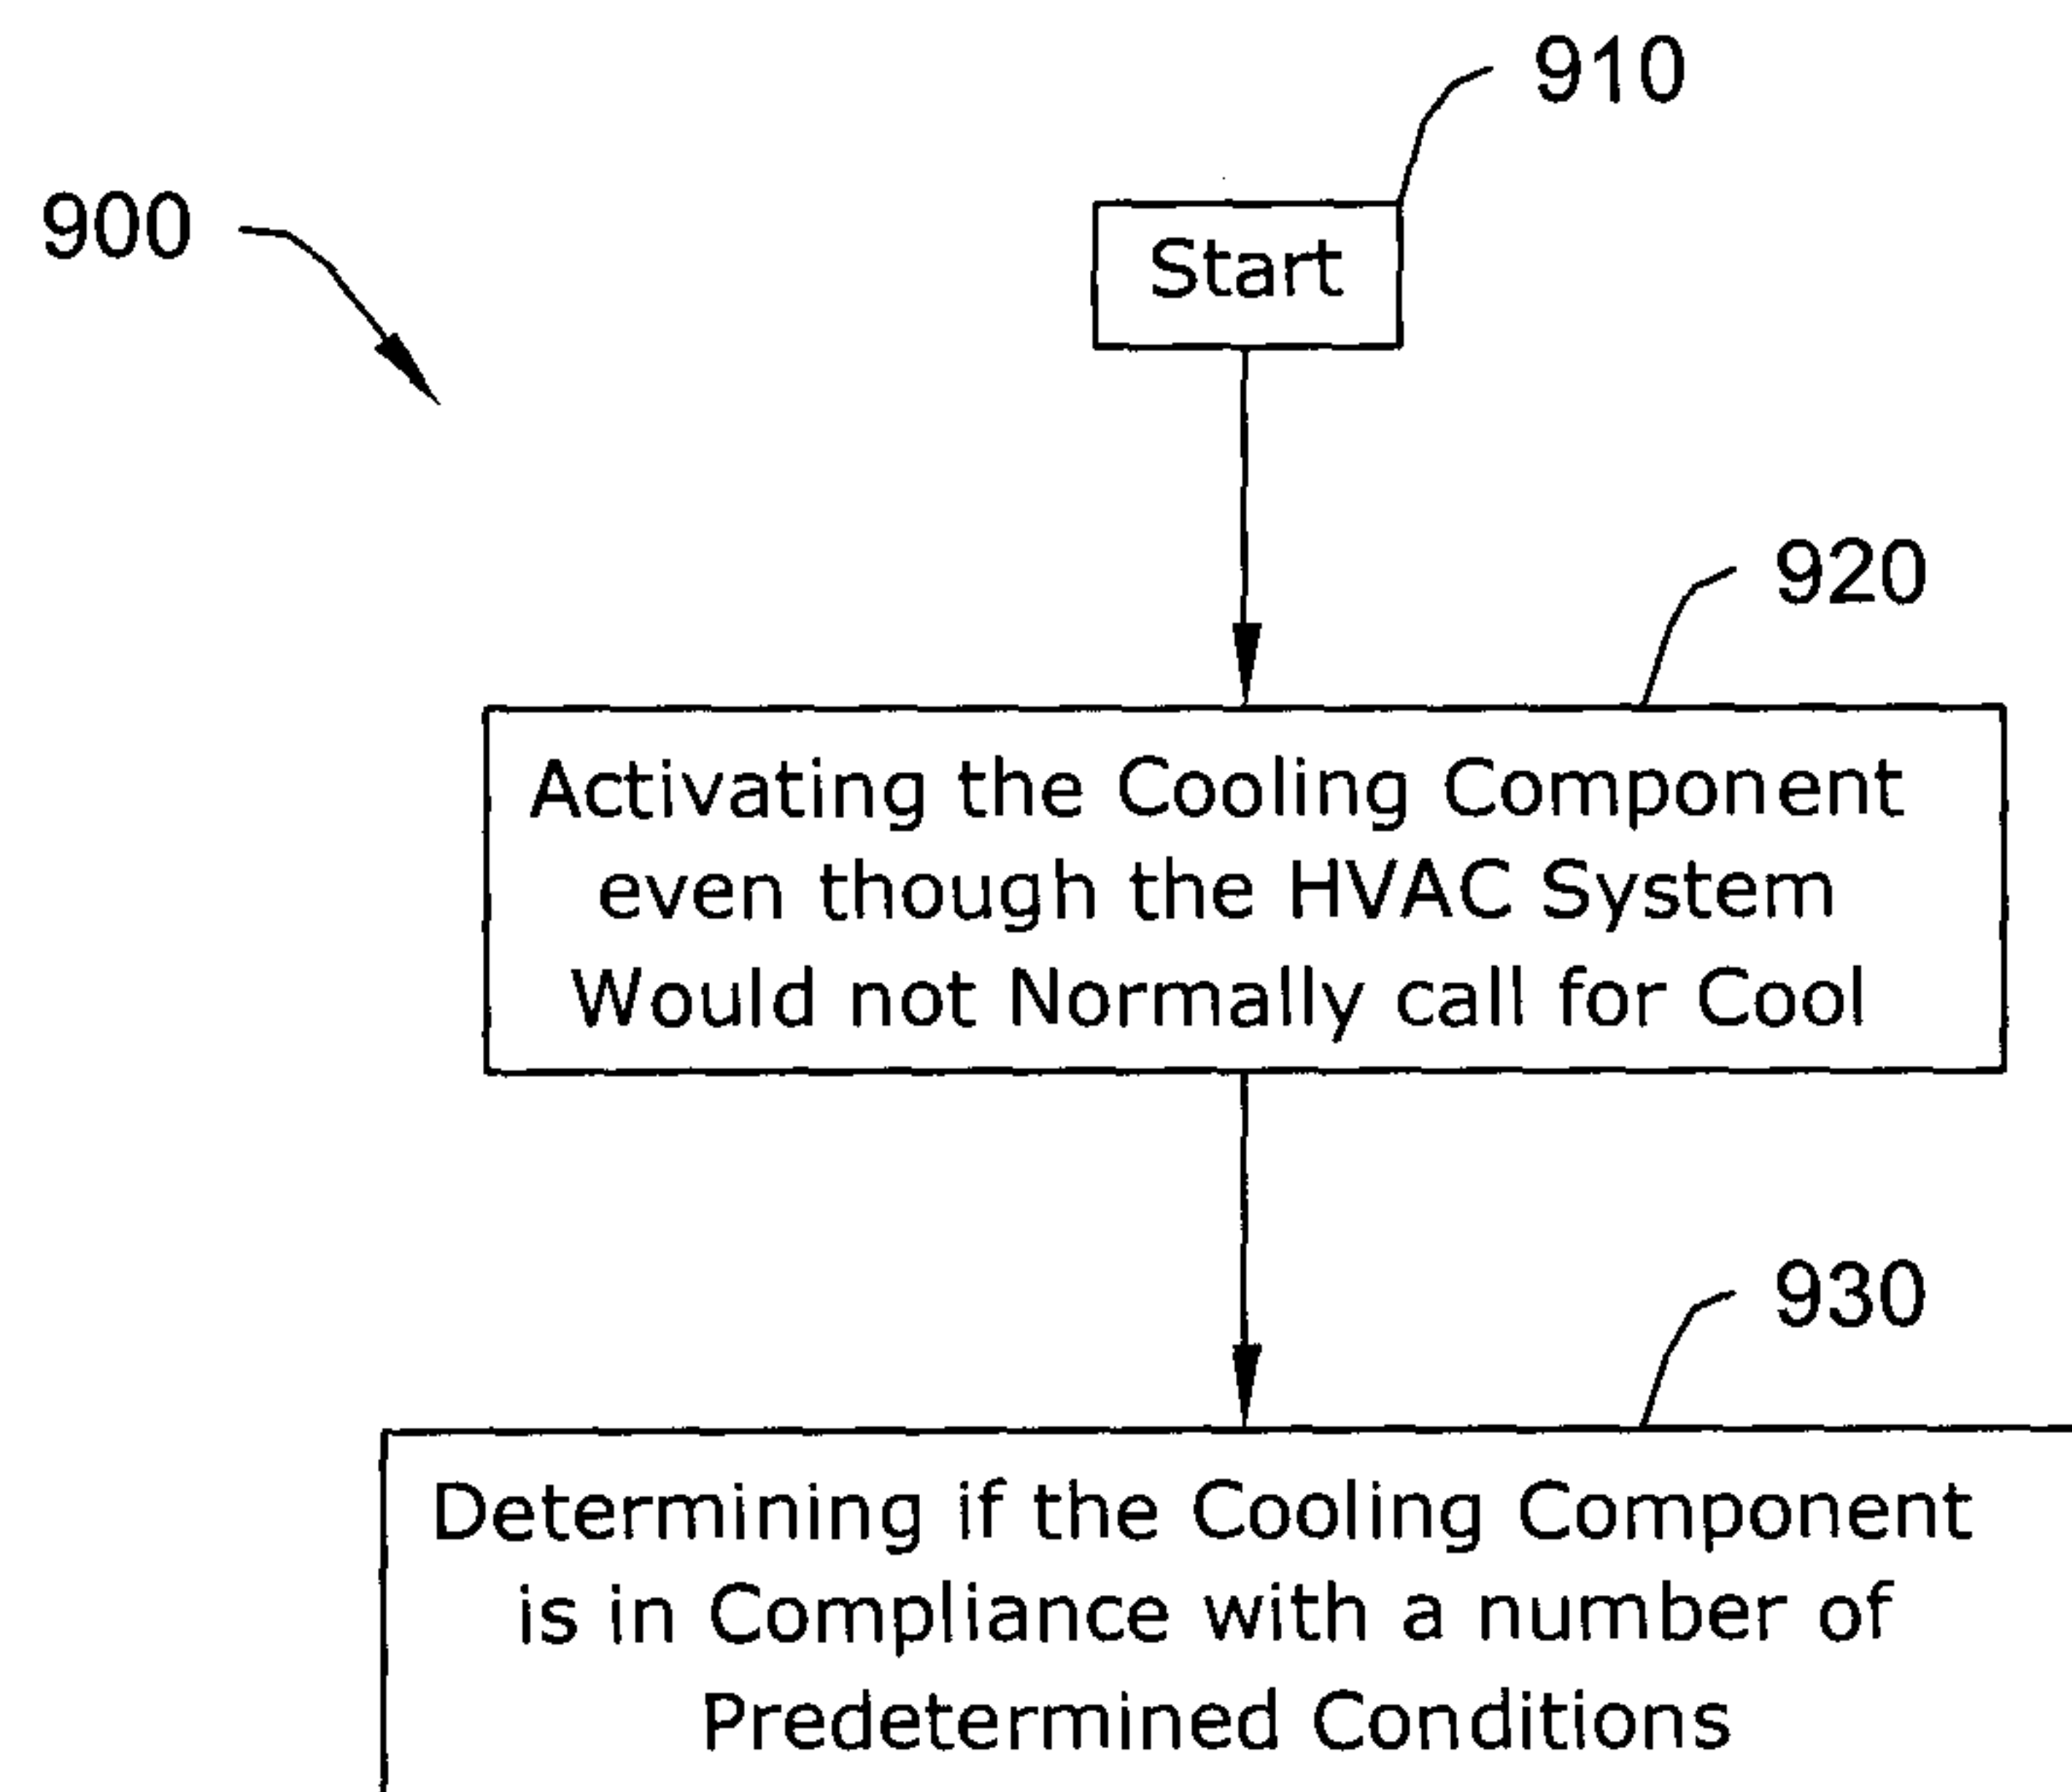 910
900
Start
920
Activating the Cooling Component
even though the HVAC System
Would not Normally call for Cool
930
Determining if the Cooling Component
is in Compliance with a number of
Predetermined Conditions